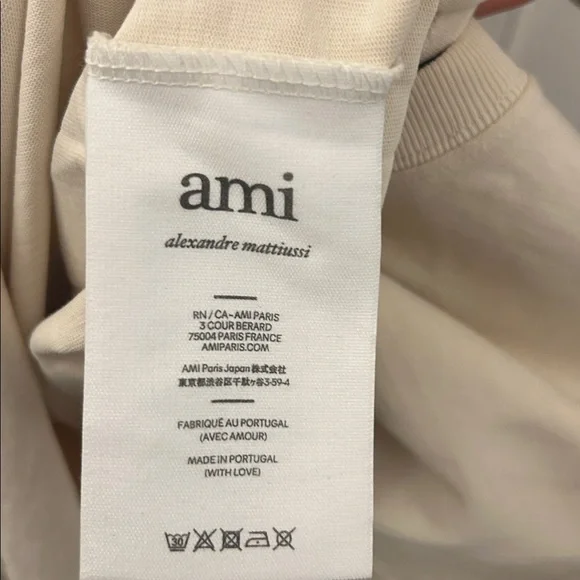 ami
alexandre mattiussi
RN / CA-AMI PARIS
3 COUR BERARD
75004 PARIS FRANCE
AMIPARIS.COM
AMI Paris Japan 株式会社
東京都渋谷区千駄ヶ谷3-59-4
FABRIQUÉ AU PORTUGAL
(AVEC AMOUR)
MADE IN PORTUGAL
(WITH LOVE)
30